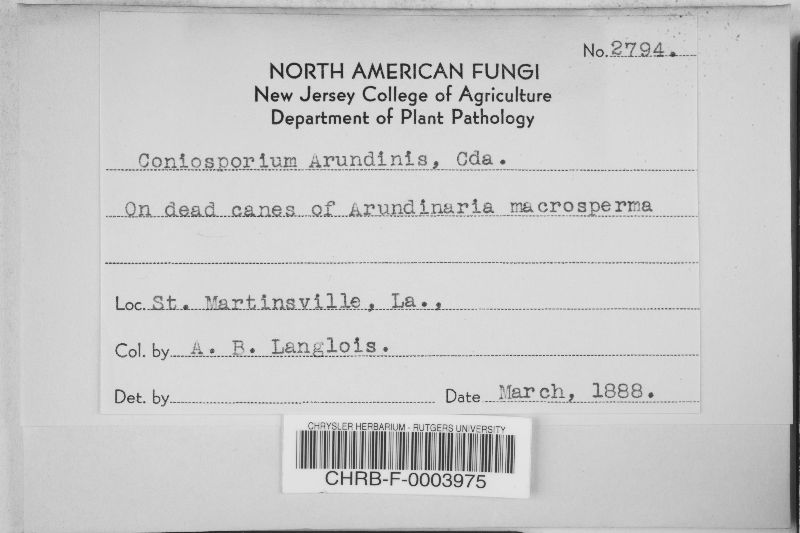 No. 2794.
NORTH AMERICAN FUNGI
New Jersey College of Agriculture
Department of Plant Pathology
Coniosporium Arundinis, Cda.
On dead canes of Arundinaria macrosperma
Loc. St. Martinsville, La.,
Col. by A. B. Langlois.
Det. by Date March, 1888.
CHRYSLER HERBARIUM - RUTGERS UNIVERSITY
CHRB-F-0003975